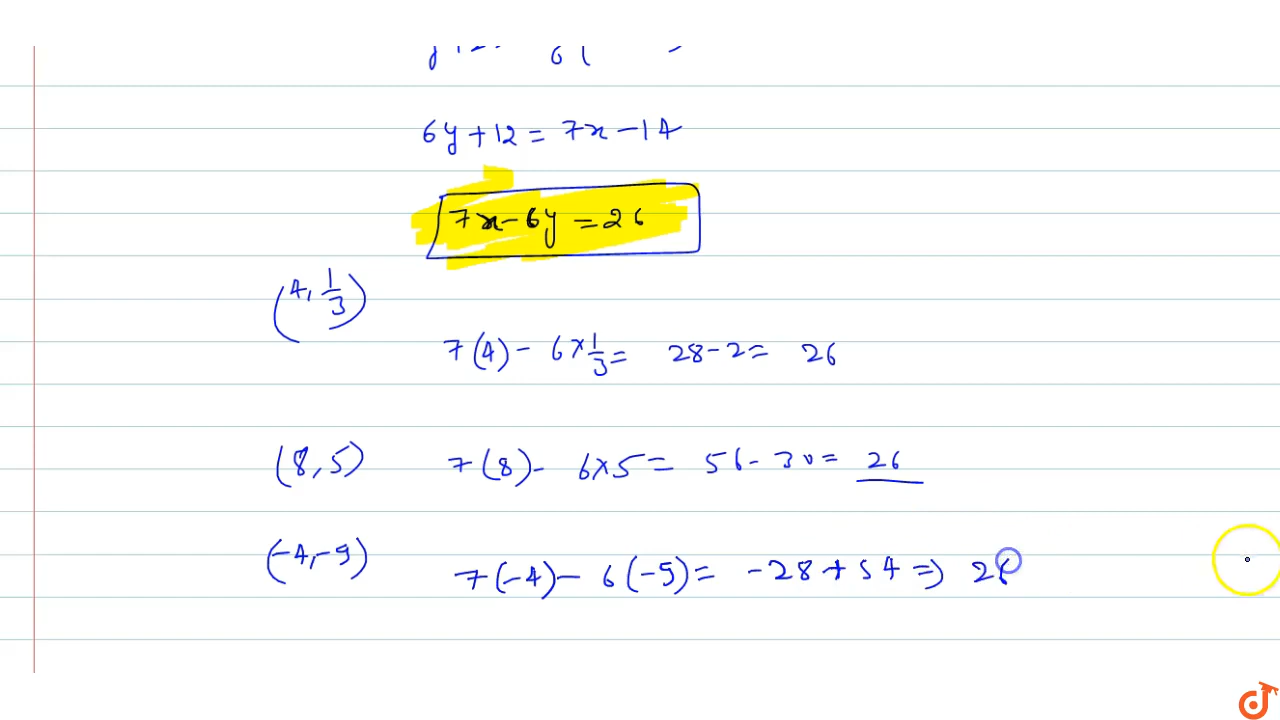 6y + 12 = 7x - 14
7x - 6y = 26
(4, 1/3)
7(4) - 6 × 1/3 = 28 - 2 = 26
(8, 5) 7(8) - 6×5 = 56 - 30 = 26
(-4, -9) 7(-4) - 6(-9) = -28 + 54 => 26